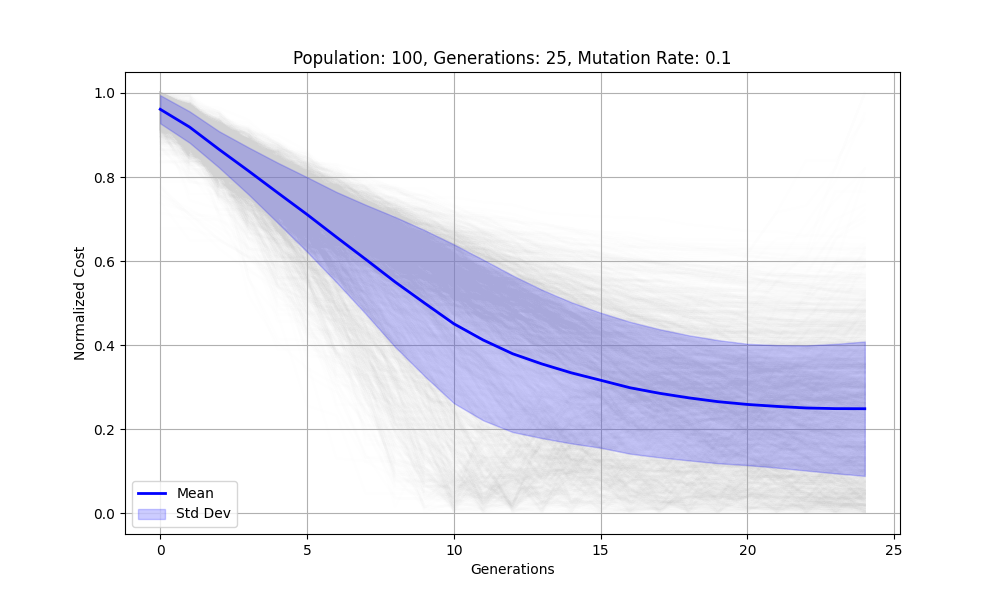 Population: 100, Generations: 25, Mutation Rate: 0.1
Normalized Cost
1.0
0.8
0.6
0.4
0.2
0.0
Mean
Std Dev
0 5 10 15 20 25
Generations